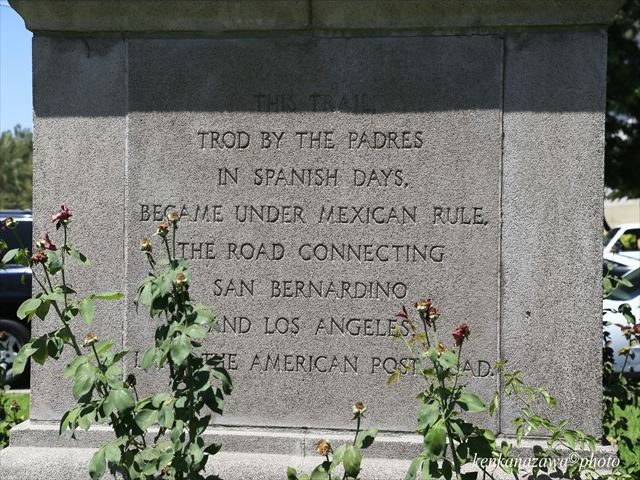 THIS TRAIL,
TROD BY THE PADRES
IN SPANISH DAYS,
BECAME UNDER MEXICAN RULE,
THE ROAD CONNECTING
SAN BERNARDINO
AND LOS ANGELES,
THE AMERICAN POST ROAD.
kenkanazawa© photo